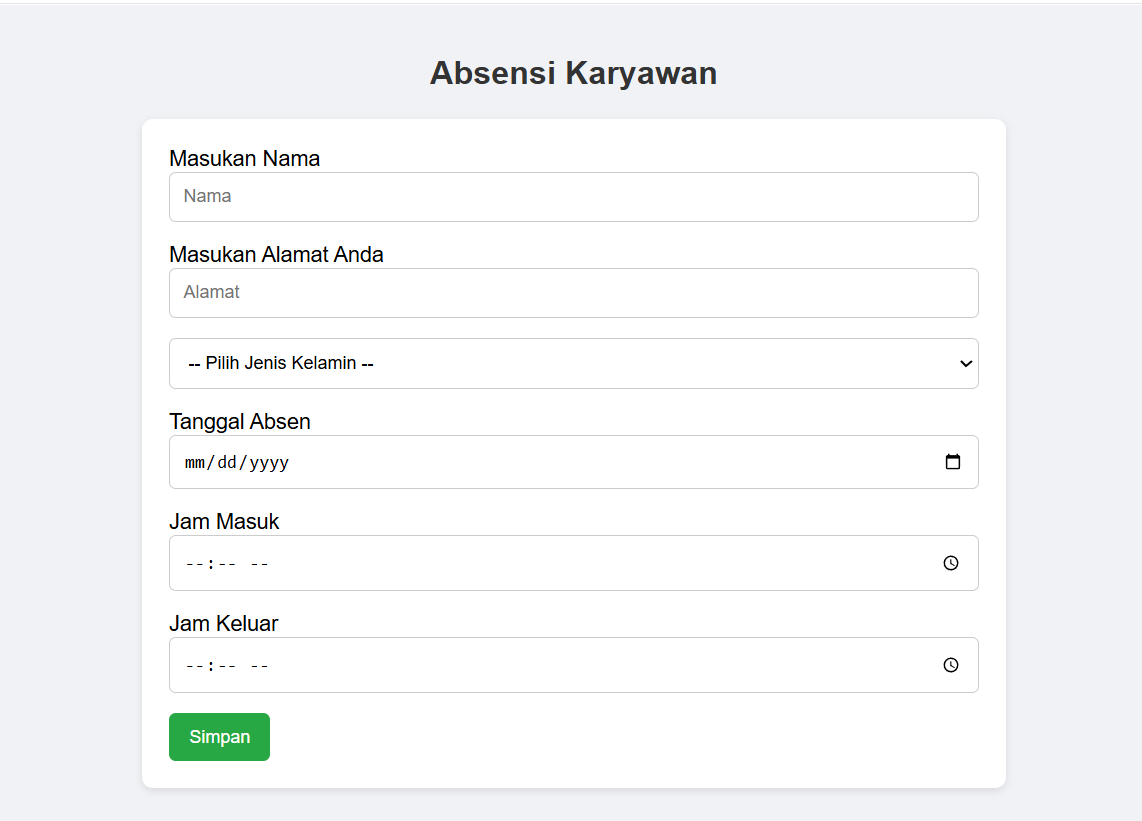 Absensi Karyawan
Masukan Nama
Nama
Masukan Alamat Anda
Alamat
-- Pilih Jenis Kelamin --
Tanggal Absen
mm/dd/yyyy
Jam Masuk
--:-- --
Jam Keluar
--:-- --
Simpan